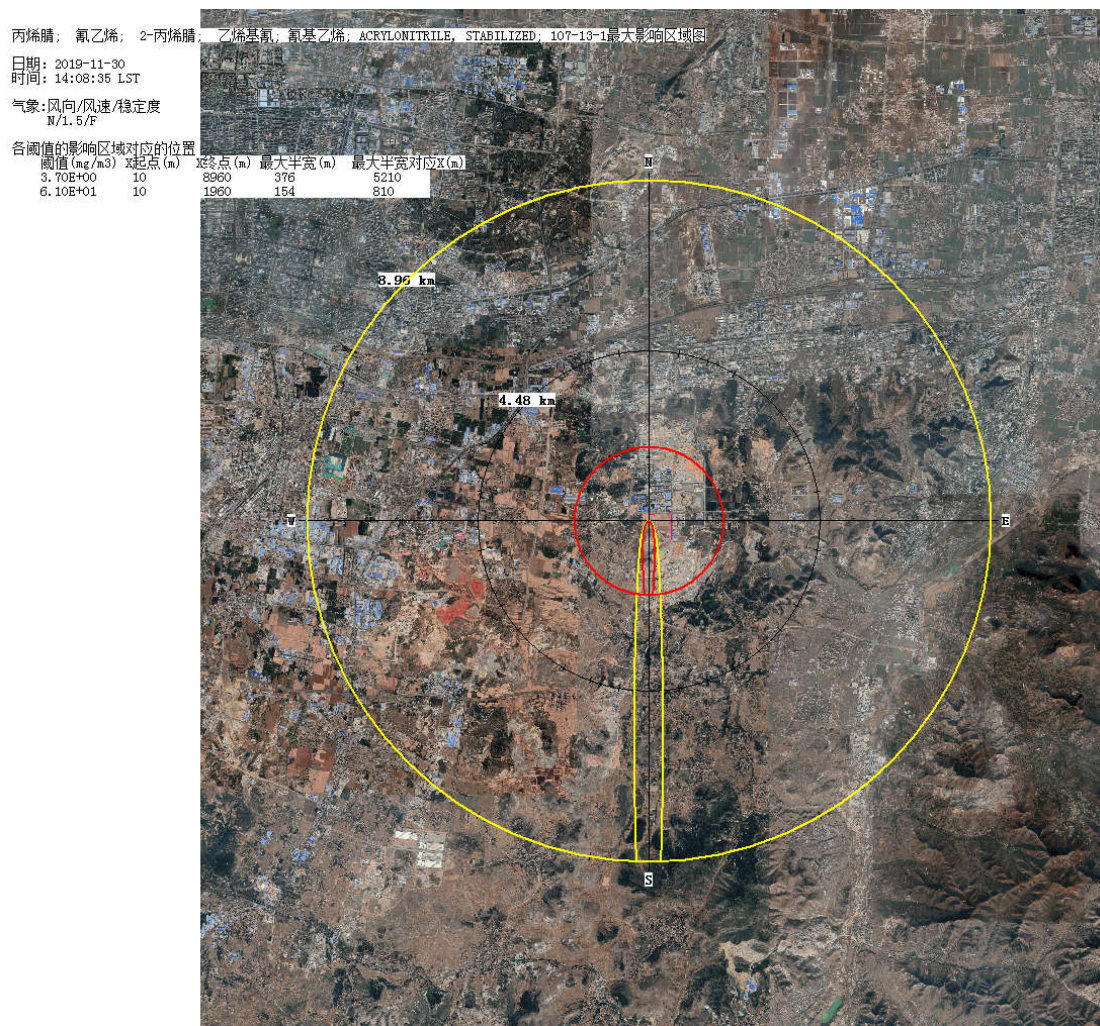 丙烯腈; 氰乙烯; 2-丙烯腈; 乙烯基氰; 氰基乙烯; ACRYLONITRILE, STABILIZED; 107-13-1最大影响区域图
日期: 2019-11-30
时间: 14:08:35 LST
气象:风向/风速/稳定度
N/1.5/F
各阈值的影响区域对应的位置
阈值(mg/m3) X起点(m) X终点(m) 最大半宽(m) 最大半宽对应X(m)
3.70E+00 10 8960 376 5210
6.10E+01 10 1960 154 810
N
8.96 km
4.48 km
W
E
S